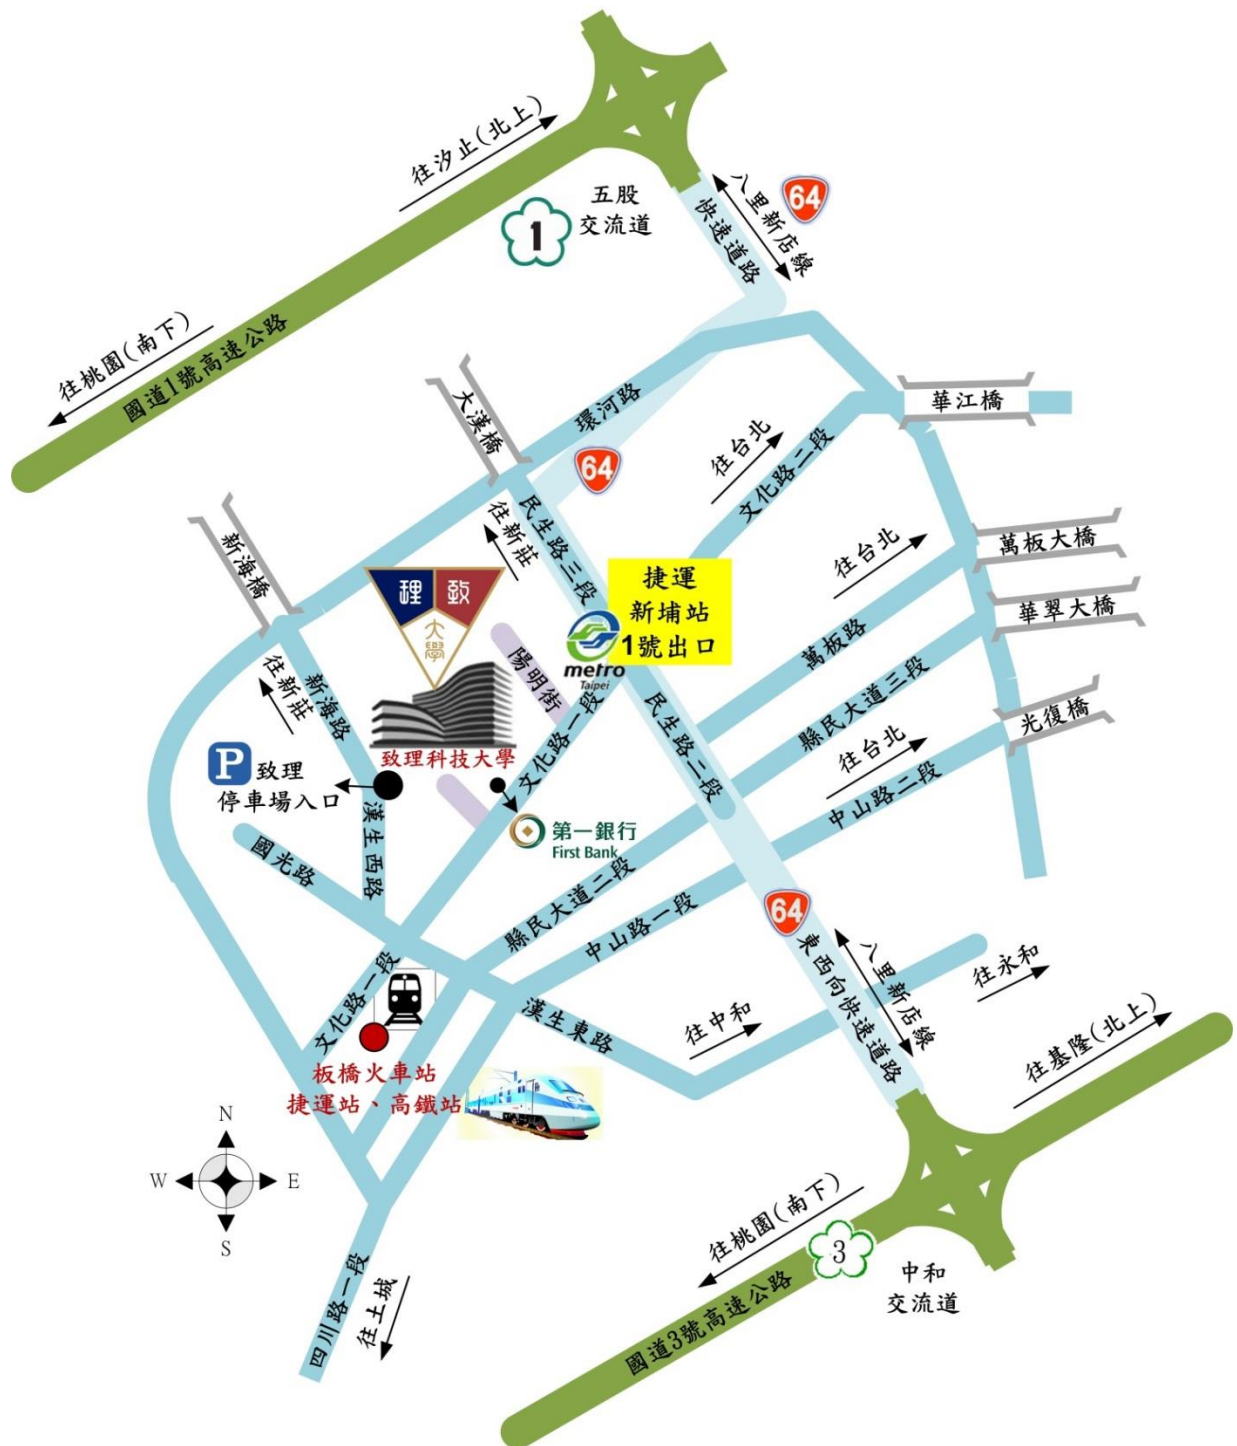 往汐止(北上)
64
八里新店線
快速道路
五股
交流道
1
往桃園(南下)
國道1號高速公路
大漢橋
環河路
華江橋
往台北
文化路二段
64
新海橋
民生路三段
往新莊
捷運
新埔站
1號出口
往台北
萬板大橋
理
致
大
學
metro
Taipei
陽明街
萬板路
華翠大橋
往新莊
新海路
文化路一段
民生路二段
縣民大道三段
往台北
光復橋
中山路二段
致理科技大學
P
致理
停車場入口
漢生西路
第一銀行
First Bank
國光路
縣民大道二段
中山路一段
64
東西向快速道路
八里新店線
文化路一段
漢生東路
往中和
往永和
板橋火車站
捷運站、高鐵站
往基隆(北上)
N
W
E
S
往桃園(南下)
3
國道3號高速公路
中和
交流道
四川路一段
往土城